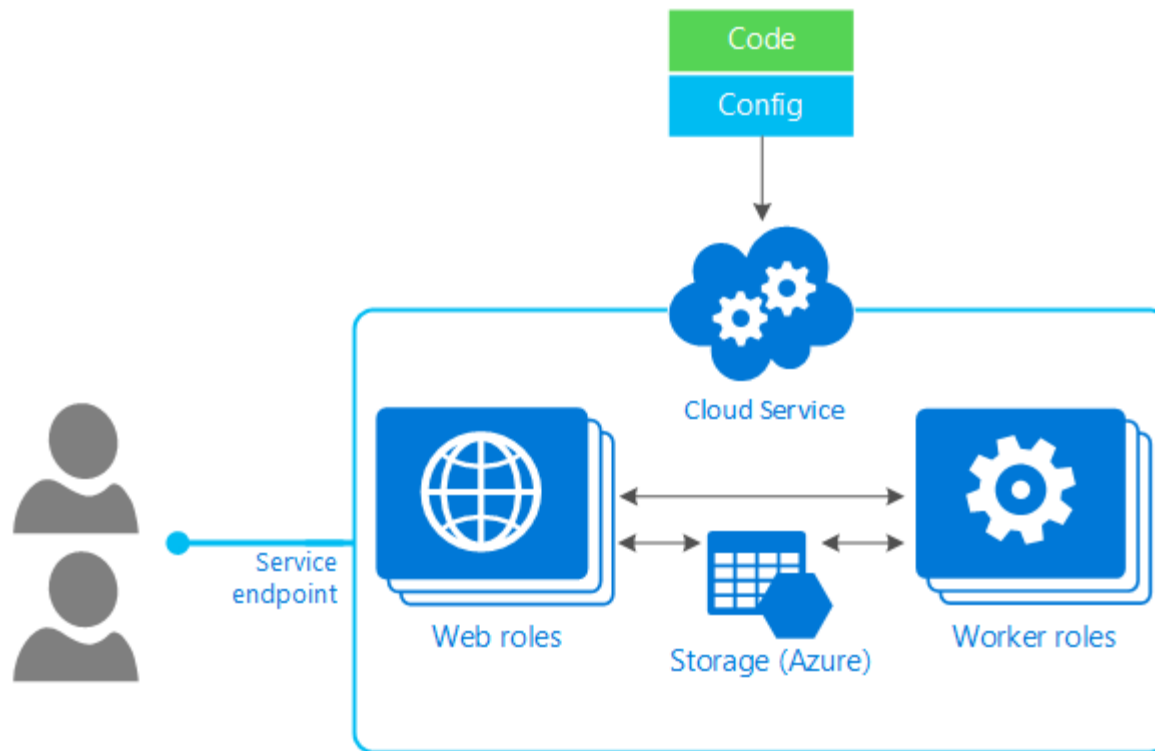 Code
Config
Cloud Service
Service
endpoint
Web roles
Storage (Azure)
Worker roles